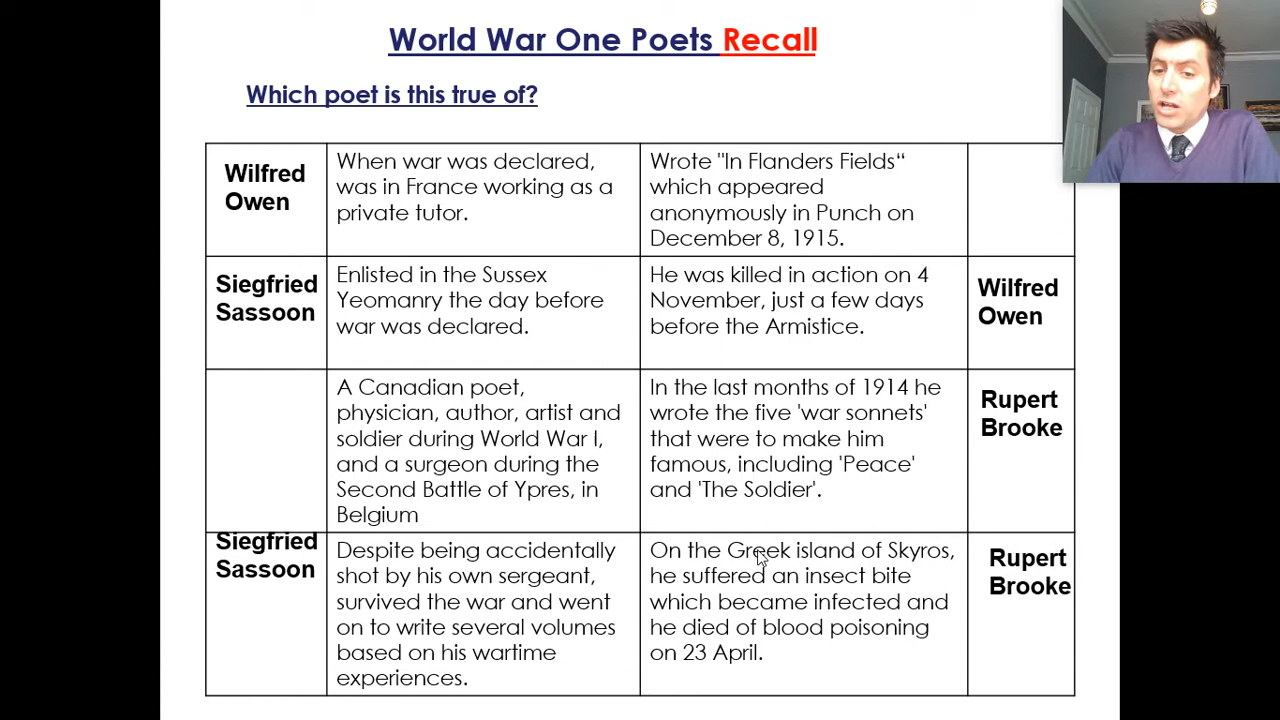 World War One Poets Recall
Which poet is this true of?
Wilfred
Owen
When war was declared,
was in France working as a
private tutor.
Wrote "In Flanders Fields“
which appeared
anonymously in Punch on
December 8, 1915.
Siegfried
Sassoon
Enlisted in the Sussex
Yeomanry the day before
war was declared.
He was killed in action on 4
November, just a few days
before the Armistice.
Wilfred
Owen
A Canadian poet,
physician, author, artist and
soldier during World War I,
and a surgeon during the
Second Battle of Ypres, in
Belgium
In the last months of 1914 he
wrote the five 'war sonnets'
that were to make him
famous, including 'Peace'
and 'The Soldier'.
Rupert
Brooke
Siegfried
Sassoon
Despite being accidentally
shot by his own sergeant,
survived the war and went
on to write several volumes
based on his wartime
experiences.
On the Greek island of Skyros,
he suffered an insect bite
which became infected and
he died of blood poisoning
on 23 April.
Rupert
Brooke